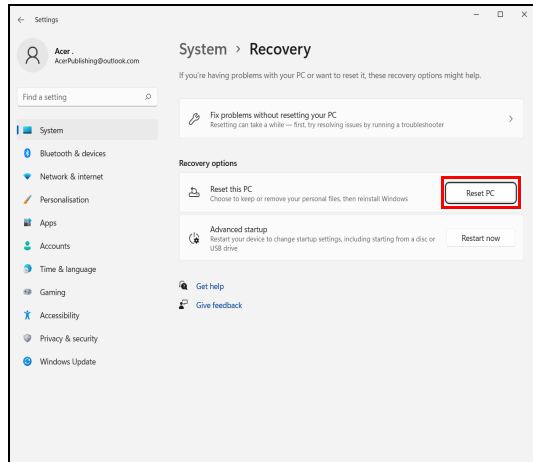 Settings
Acer .
AcerPublishing@outlook.com
Find a setting
System
Bluetooth & devices
Network & internet
Personalisation
Apps
Accounts
Time & language
Gaming
Accessibility
Privacy & security
Windows Update
System > Recovery
If you're having problems with your PC or want to reset it, these recovery options might help.
Fix problems without resetting your PC
Resetting can take a while — first, try resolving issues by running a troubleshooter
Recovery options
Reset this PC
Choose to keep or remove your personal files, then reinstall Windows
Reset PC
Advanced startup
Restart your device to change startup settings, including starting from a disc or
USB drive
Restart now
Get help
Give feedback